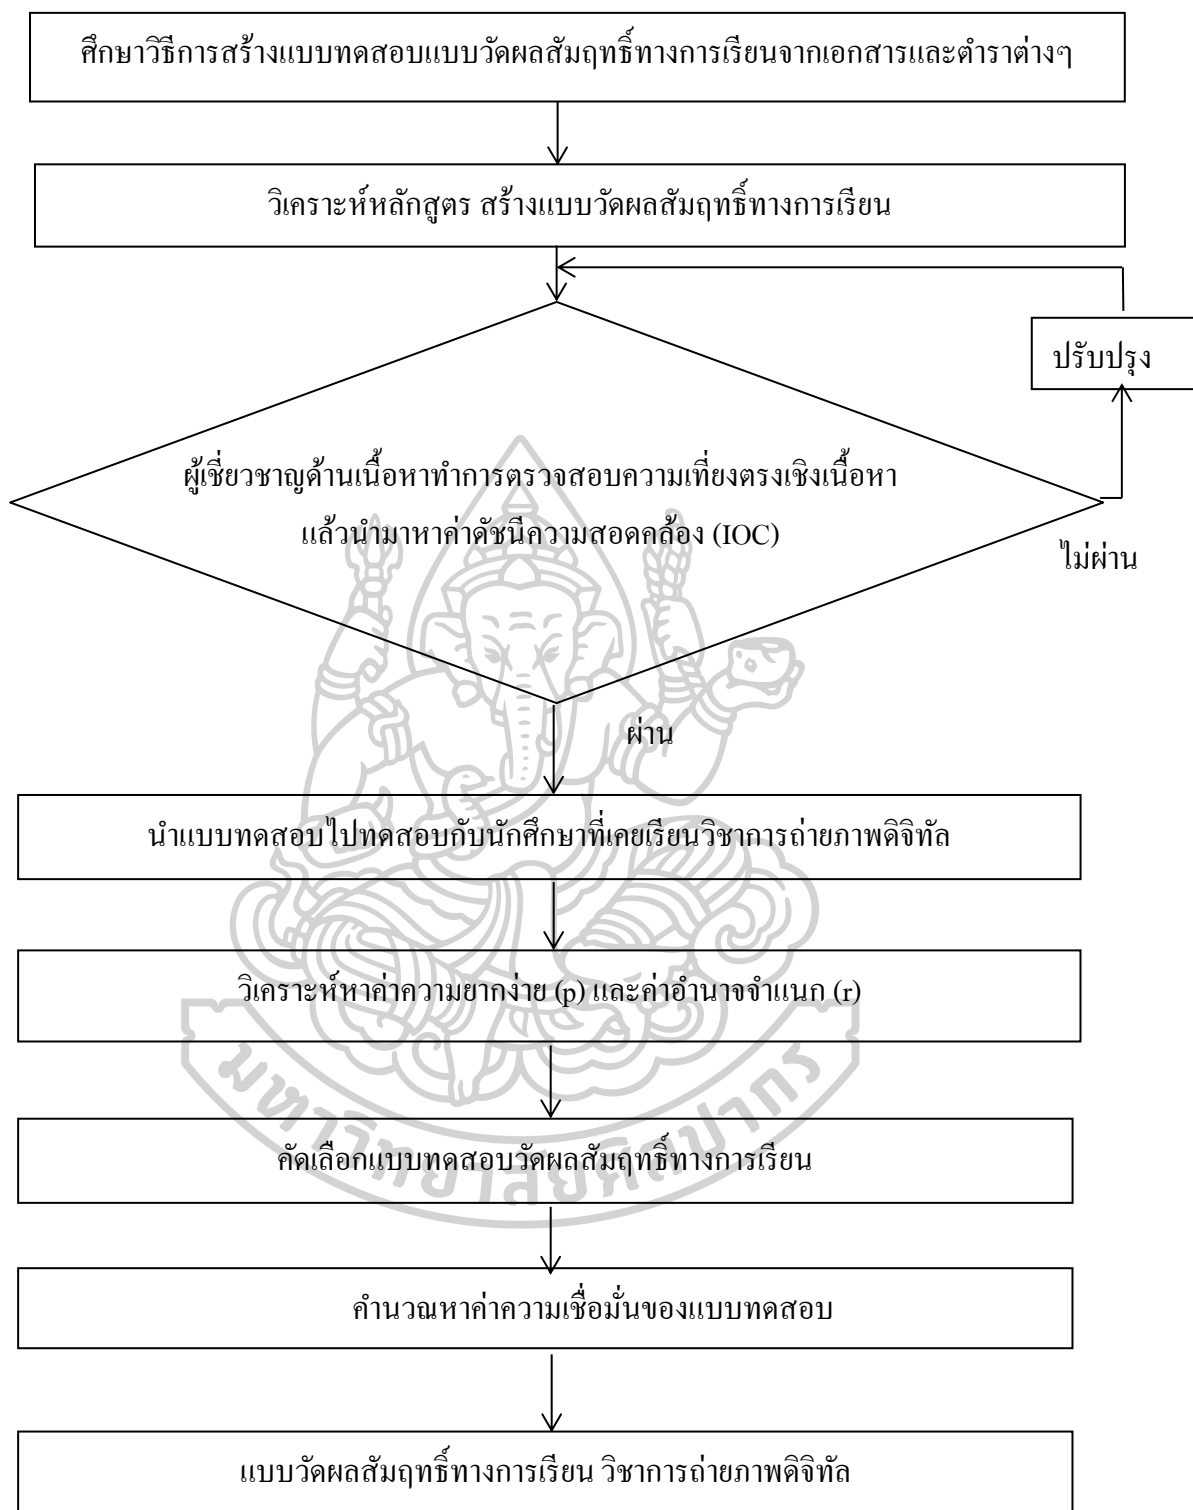 ศึกษาวิธีการสร้างแบบทดสอบแบบวัดผลสัมฤทธิ์ทางการเรียนจากเอกสารและตำราต่างๆ
วิเคราะห์หลักสูตร สร้างแบบวัดผลสัมฤทธิ์ทางการเรียน
ปรับปรุง
ผู้เชี่ยวชาญด้านเนื้อหาทำการตรวจสอบความเที่ยงตรงเชิงเนื้อหา
แล้วนำมาหาค่าดัชนีความสอดคล้อง (IOC)
ไม่ผ่าน
ผ่าน
นำแบบทดสอบไปทดสอบกับนักศึกษาที่เคยเรียนวิชาการถ่ายภาพดิจิทัล
วิเคราะห์หาค่าความยากง่าย (p) และค่าอำนาจจำแนก (r)
คัดเลือกแบบทดสอบวัดผลสัมฤทธิ์ทางการเรียน
คำนวณหาค่าความเชื่อมั่นของแบบทดสอบ
แบบวัดผลสัมฤทธิ์ทางการเรียน วิชาการถ่ายภาพดิจิทัล
มหาวิทยาลัยศิลปากร